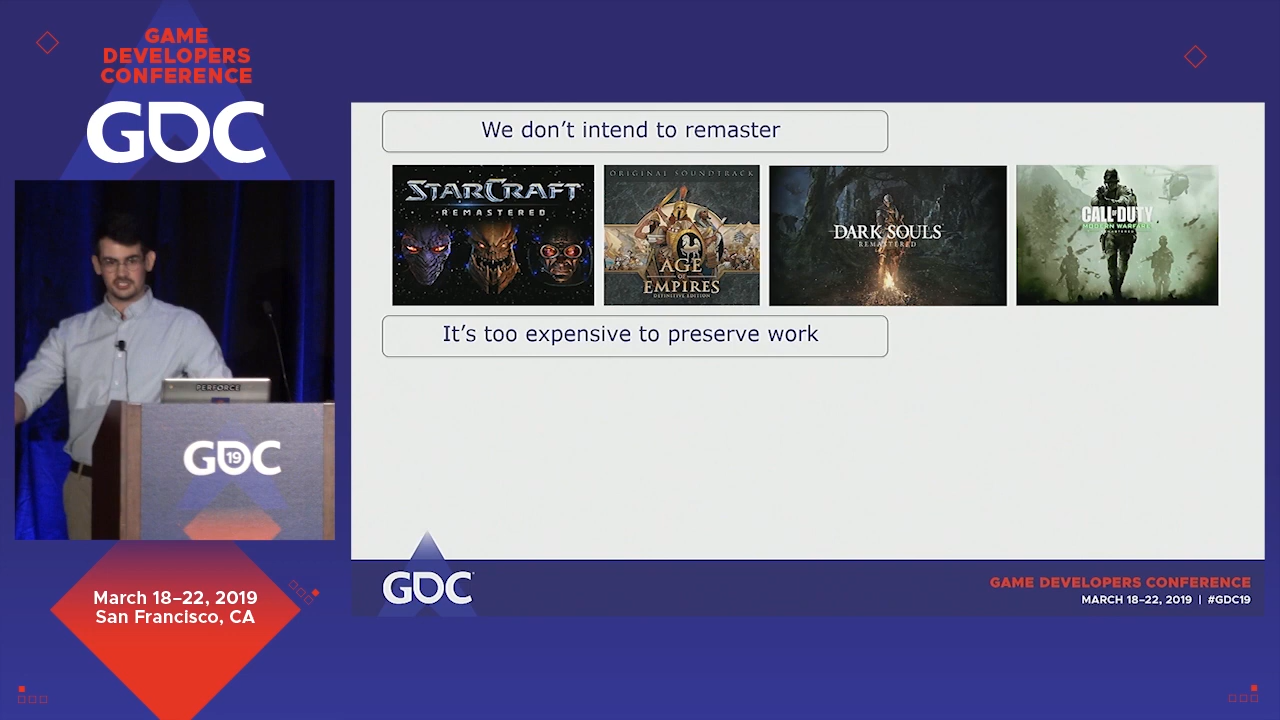 GAME
DEVELOPERS
CONFERENCE
GDC
We don't intend to remaster
STARCRAFT
REMASTERED
ORIGINAL SOUNDTRACK
AGE
OF
EMPIRES
DEFINITIVE EDITION
DARK SOULS
REMASTERED
CALL OF DUTY
MODERN WARFARE
REMASTERED
It's too expensive to preserve work
PERFORCE
GDC
19
March 18–22, 2019
San Francisco, CA
GDC
GAME DEVELOPERS CONFERENCE
MARCH 18–22, 2019 | #GDC19